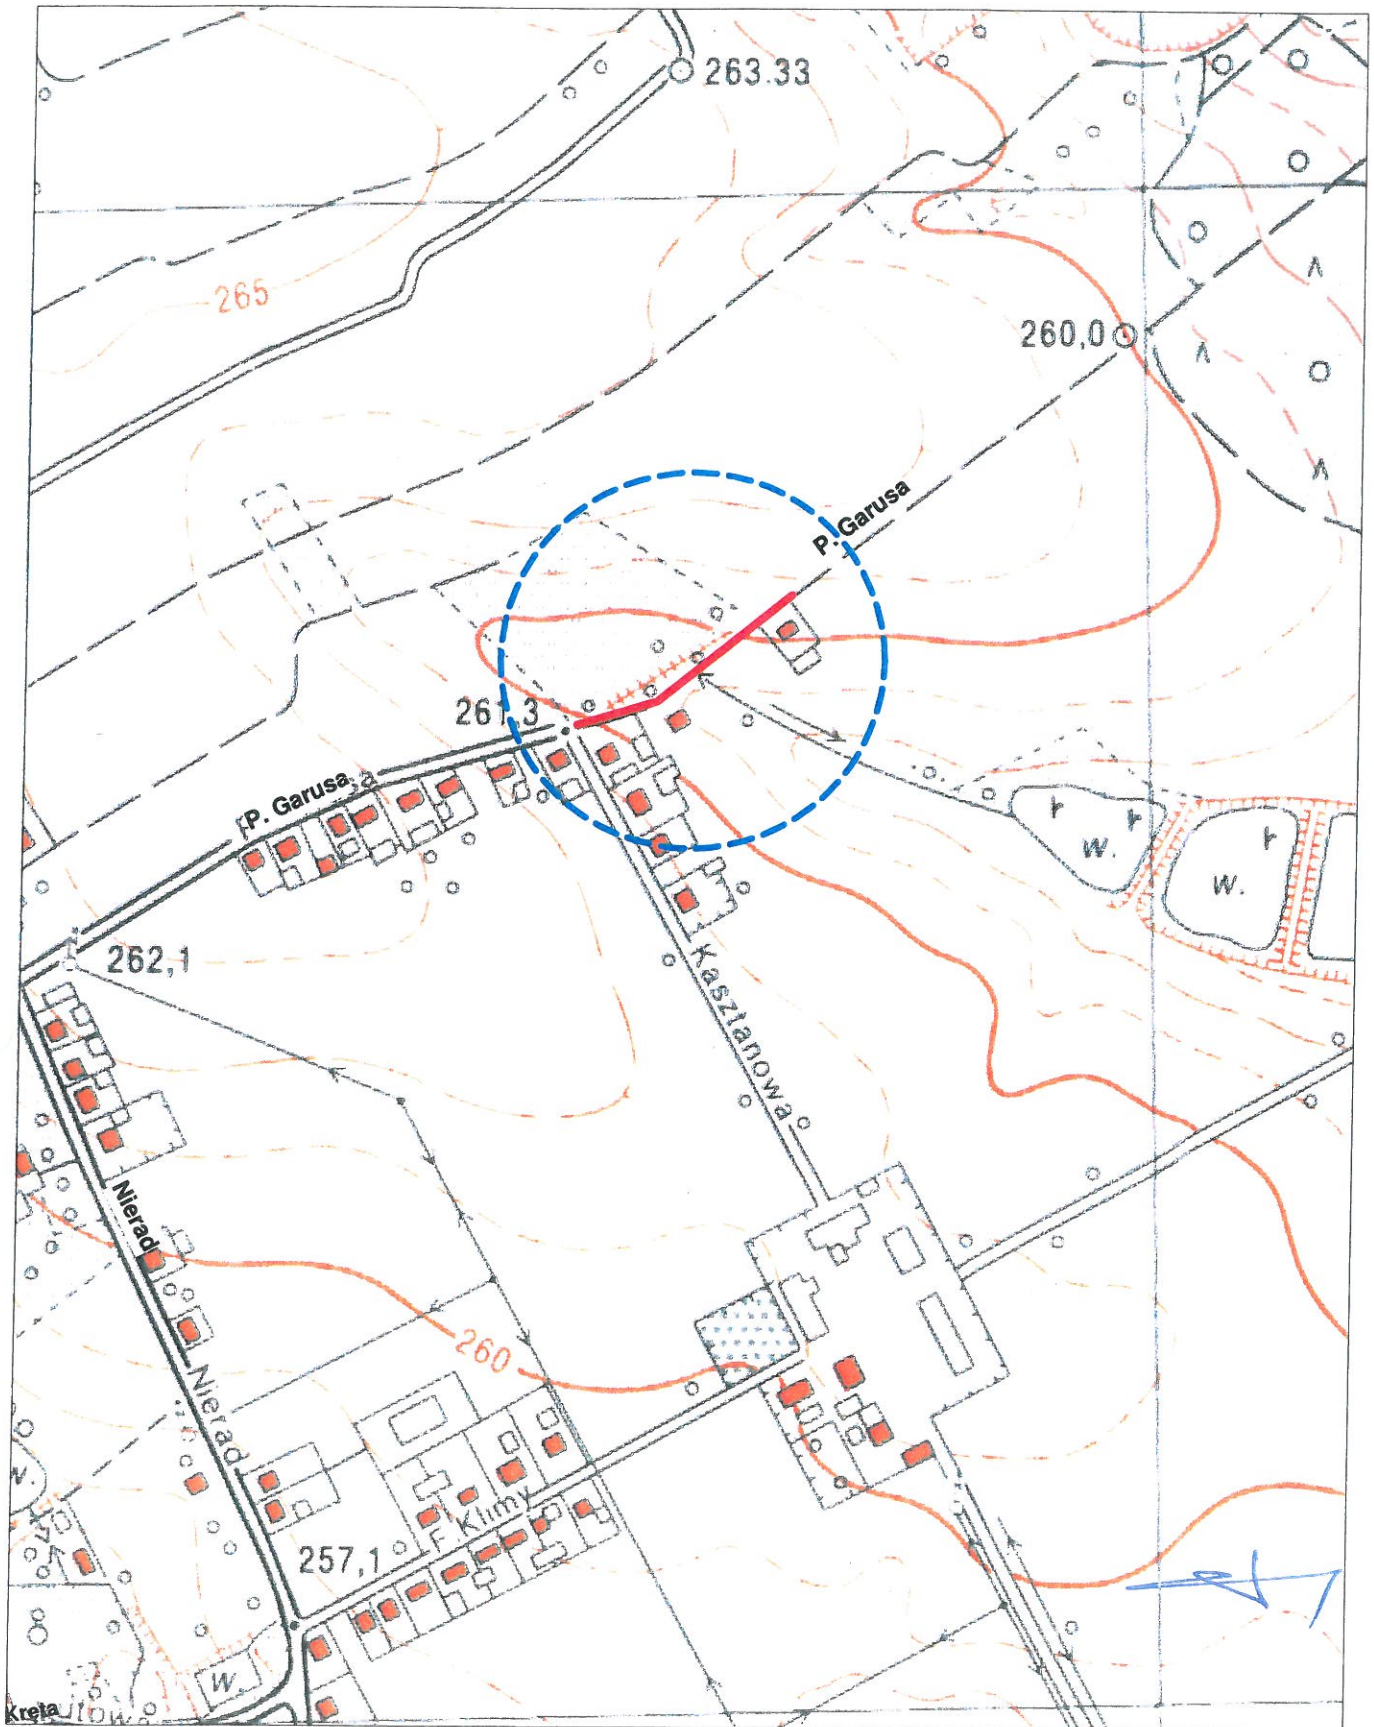 263.33
265
260,0
P. Garusa
261,3
P. Garusa
r
r
r
w.
w.
262,1
Kasztanowa
Nierad
260
Nierad
w.
F Klimy
257,1
W.
Kreta